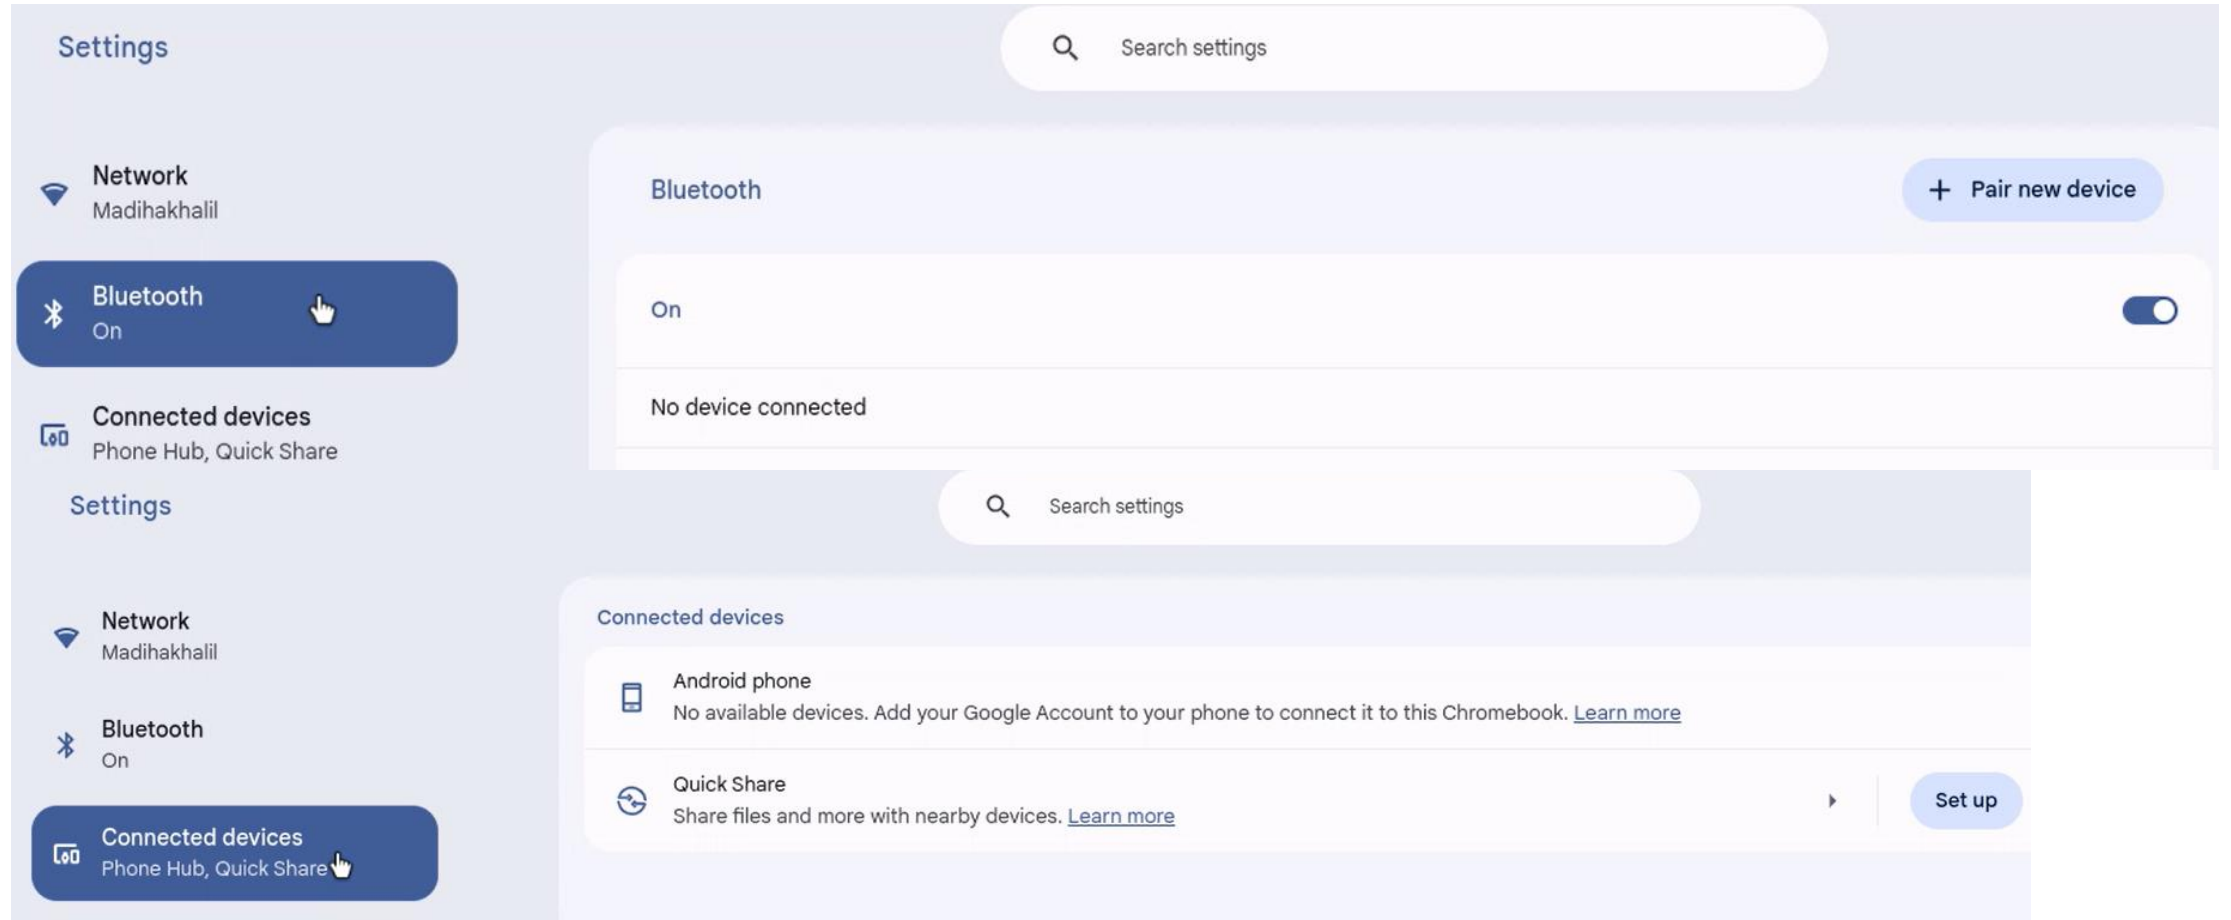 Settings
Search settings
Network
Madihakhalil
Bluetooth
On
Connected devices
Phone Hub, Quick Share
Bluetooth
+ Pair new device
On
No device connected
Settings
Search settings
Network
Madihakhalil
Bluetooth
On
Connected devices
Phone Hub, Quick Share
Connected devices
Android phone
No available devices. Add your Google Account to your phone to connect it to this Chromebook. Learn more
Quick Share
Share files and more with nearby devices. Learn more
Set up